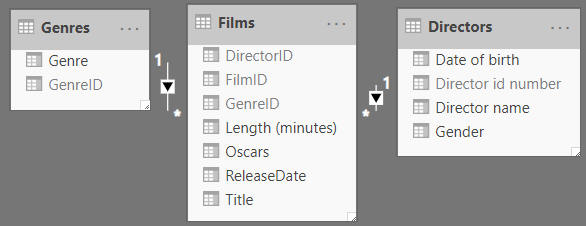 Genres
Genre
GenreID
1
*
Films
DirectorID
FilmID
GenreID
Length (minutes)
Oscars
ReleaseDate
Title
1
*
Directors
Date of birth
Director id number
Director name
Gender